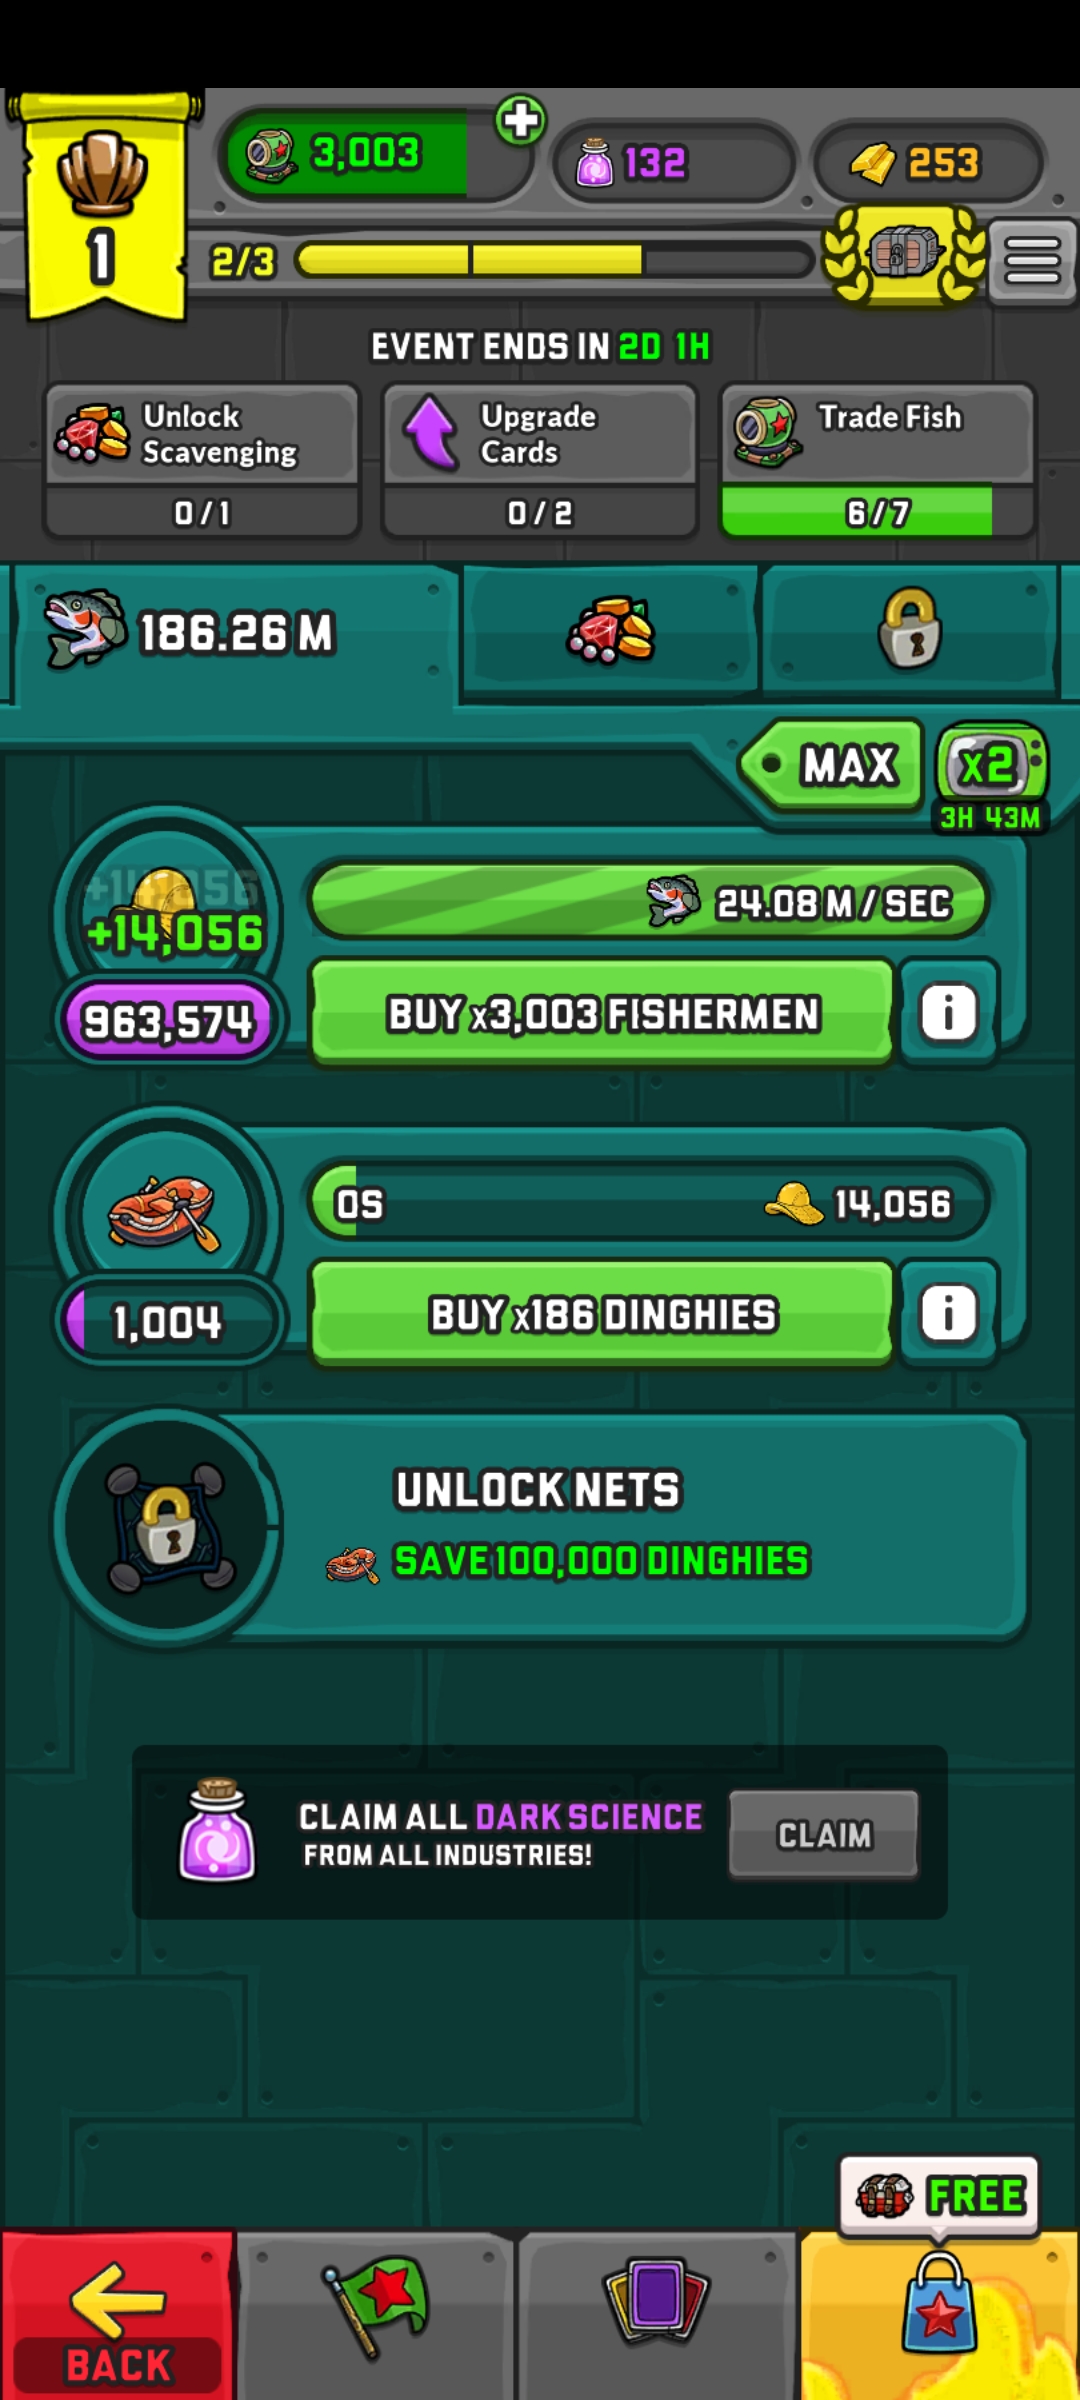 3,003
132
253
1
2/3
EVENT ENDS IN 2D 1H
Unlock
Scavenging
0/1
Upgrade
Cards
0/2
Trade Fish
6/7
186.26 M
MAX
x2
3H 43M
+14,056
+14,056
963,574
24.08 M / SEC
BUY x3,003 FISHERMEN
i
0S
14,056
1,004
BUY x186 DINGHIES
i
UNLOCK NETS
SAVE 100,000 DINGHIES
CLAIM ALL DARK SCIENCE
FROM ALL INDUSTRIES!
CLAIM
FREE
BACK